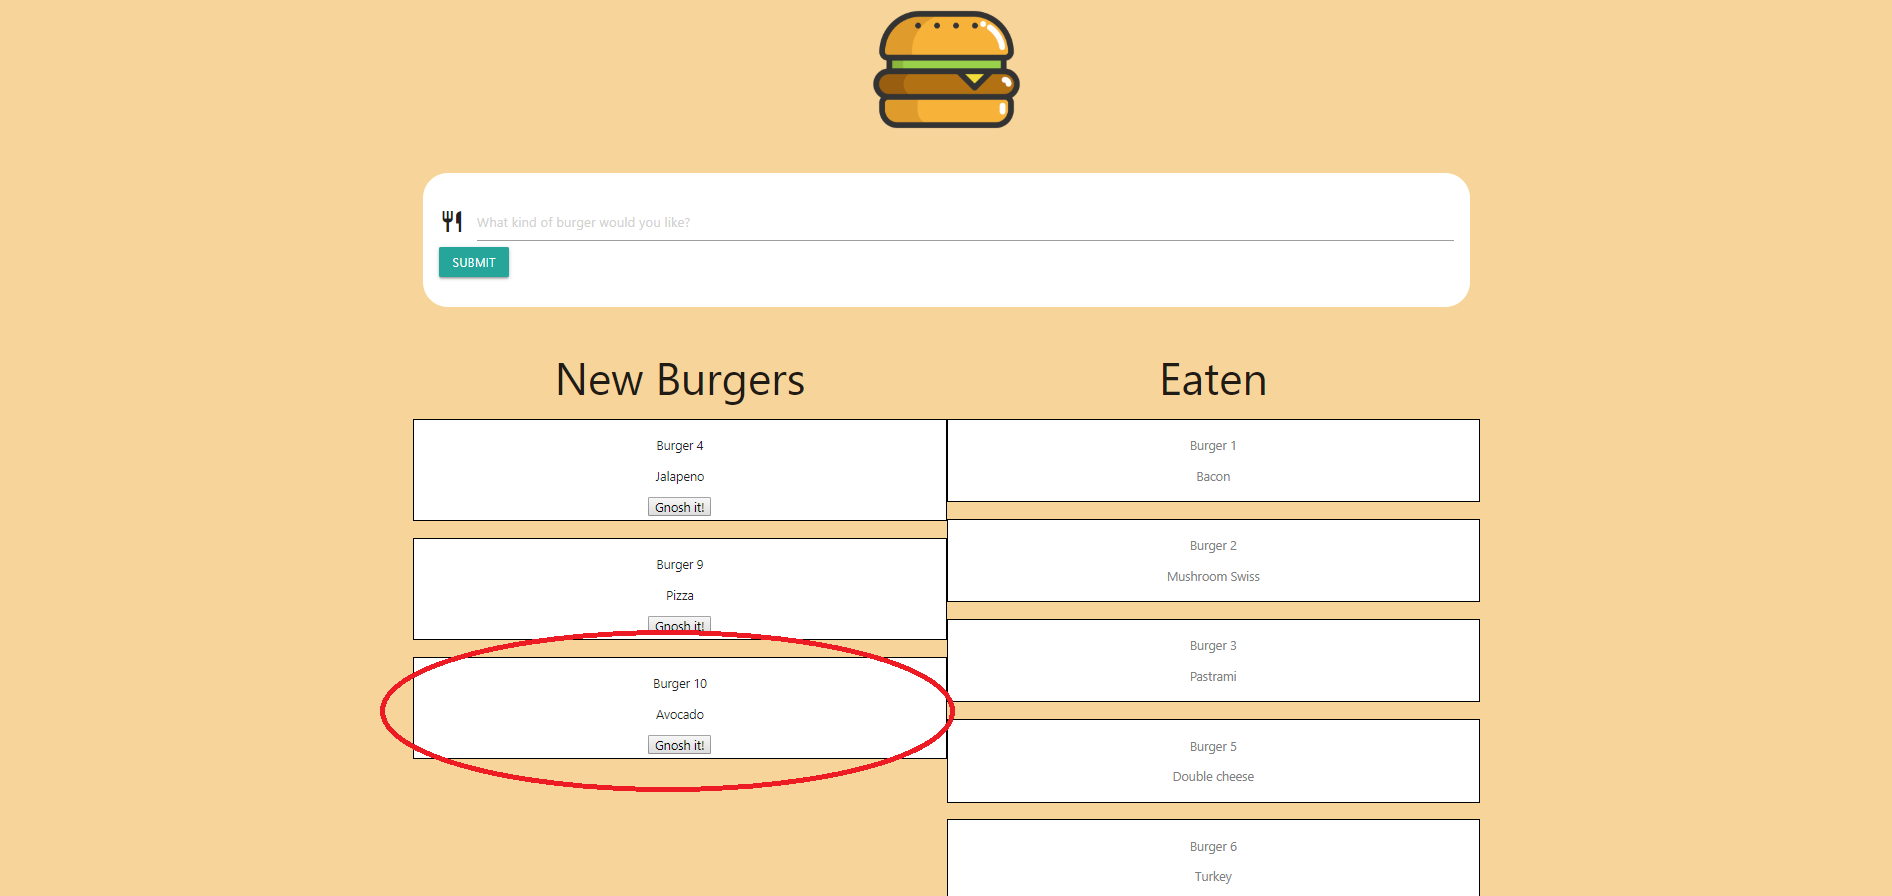 What kind of burger would you like?
SUBMIT
New Burgers
Burger 4
Jalapeno
Gnosh it!
Burger 9
Pizza
Gnosh it!
Burger 10
Avocado
Gnosh it!
Eaten
Burger 1
Bacon
Burger 2
Mushroom Swiss
Burger 3
Pastrami
Burger 5
Double cheese
Burger 6
Turkey